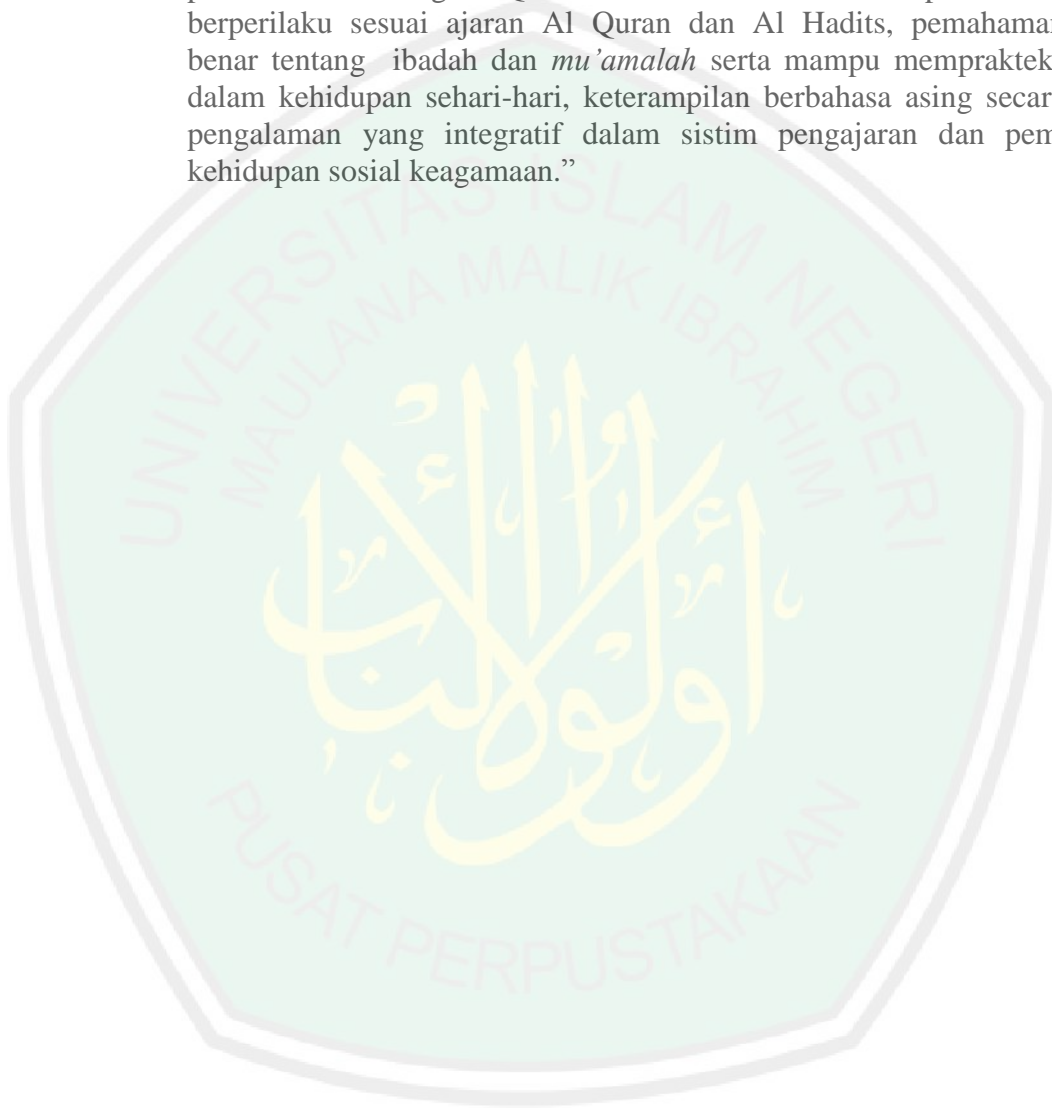 berperilaku sesuai ajaran Al Quran dan Al Hadits, pemahaman
benar tentang ibadah dan mu’amalah serta mampu mempraktek
dalam kehidupan sehari-hari, keterampilan berbahasa asing secar
pengalaman yang integratif dalam sistim pengajaran dan pem
kehidupan sosial keagamaan.”
UNIVERSITAS ISLAM NEGERI
MAULANA MALIK IBRAHIM
أولوا الألباب
PUSAT PERPUSTAKAAN